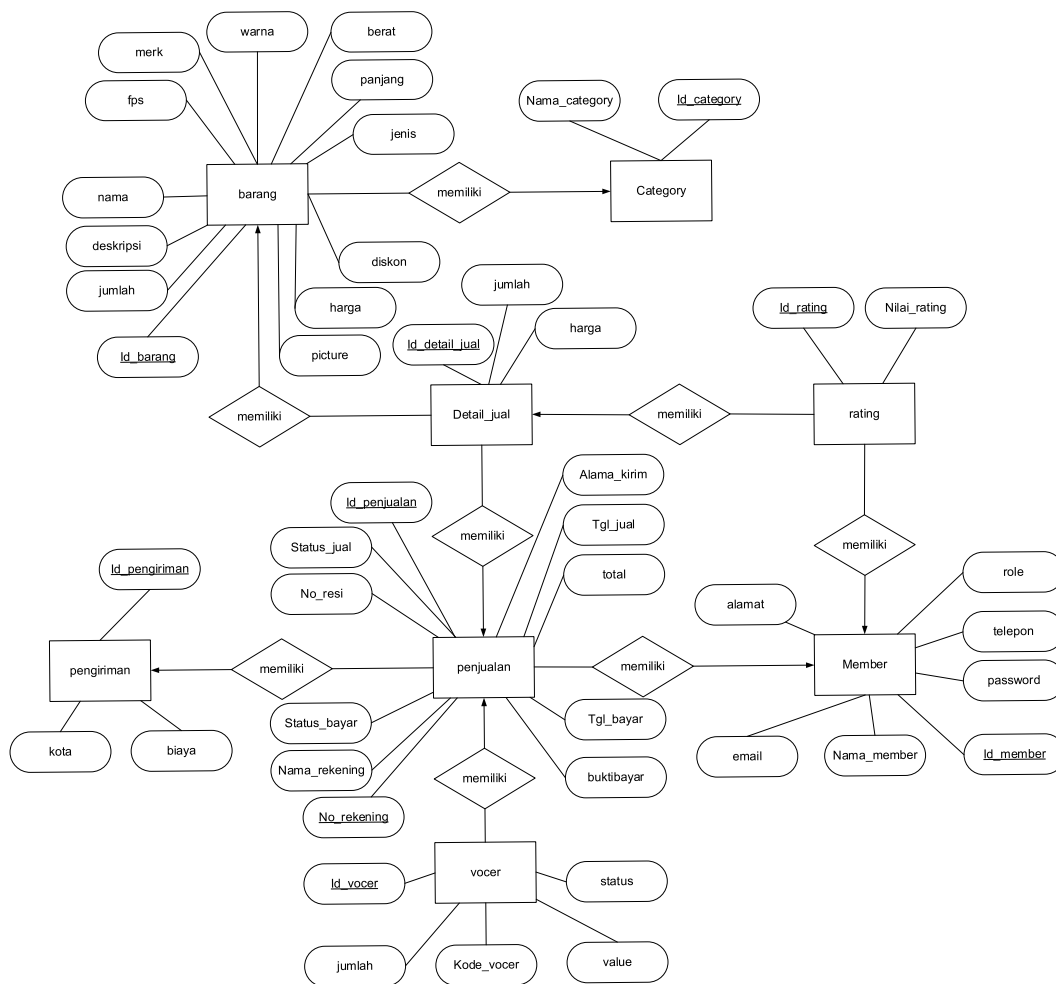 warna
berat
merk
panjang
fps
jenis
Nama_category
Id_category
barang
memiliki
Category
nama
deskripsi
jumlah
diskon
harga
Id_barang
picture
jumlah
Id_detail_jual
harga
Id_rating
Nilai_rating
memiliki
Detail_jual
memiliki
rating
Alama_kirim
Id_penjualan
Tgl_jual
Status_jual
memiliki
memiliki
Id_pengiriman
total
No_resi
role
alamat
telepon
pengiriman
memiliki
penjualan
memiliki
Member
password
Status_bayar
Tgl_bayar
kota
biaya
email
Nama_member
Id_member
Nama_rekening
memiliki
buktibayar
No_rekening
vocer
Id_vocer
status
jumlah
Kode_vocer
value